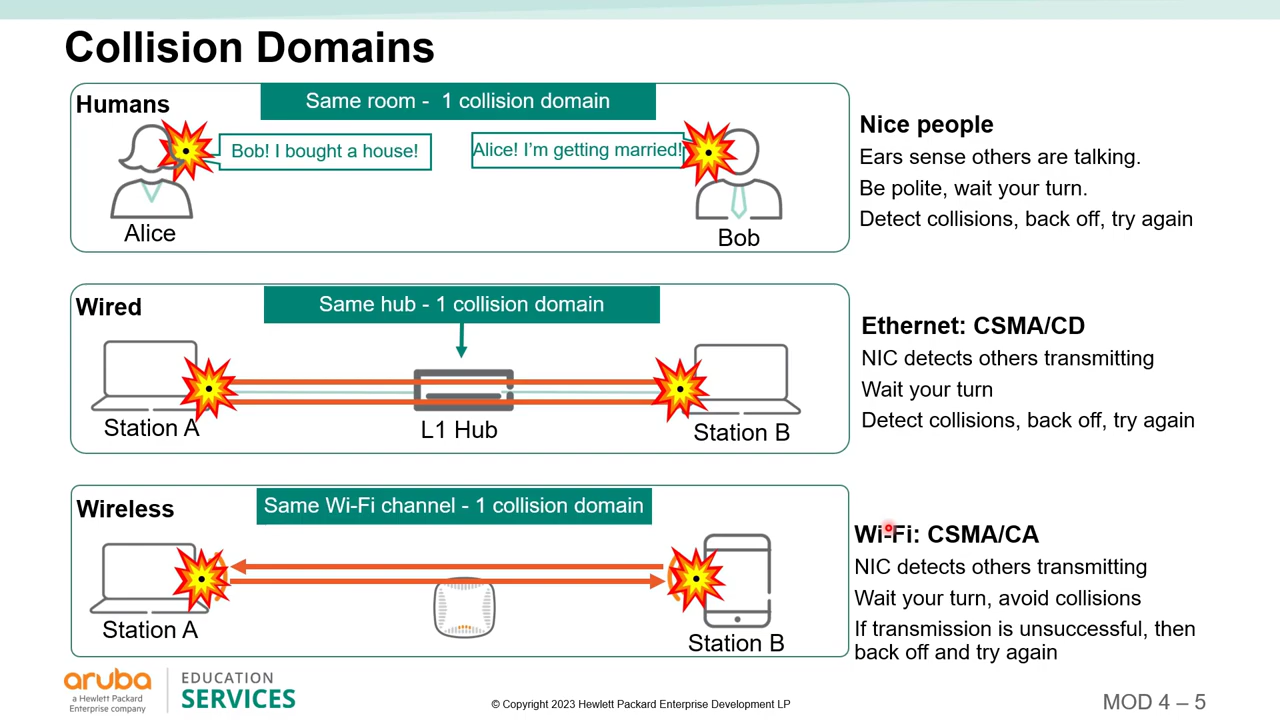 Collision Domains
Humans
Same room - 1 collision domain
Bob! I bought a house!
Alice! I'm getting married!
Alice
Bob
Nice people
Ears sense others are talking.
Be polite, wait your turn.
Detect collisions, back off, try again
Wired
Same hub - 1 collision domain
Station A
L1 Hub
Station B
Ethernet: CSMA/CD
NIC detects others transmitting
Wait your turn
Detect collisions, back off, try again
Wireless
Same Wi-Fi channel - 1 collision domain
Station A
Station B
Wi-Fi: CSMA/CA
NIC detects others transmitting
Wait your turn, avoid collisions
If transmission is unsuccessful, then
back off and try again
aruba
a Hewlett Packard
Enterprise company
EDUCATION
SERVICES
© Copyright 2023 Hewlett Packard Enterprise Development LP
MOD 4 – 5